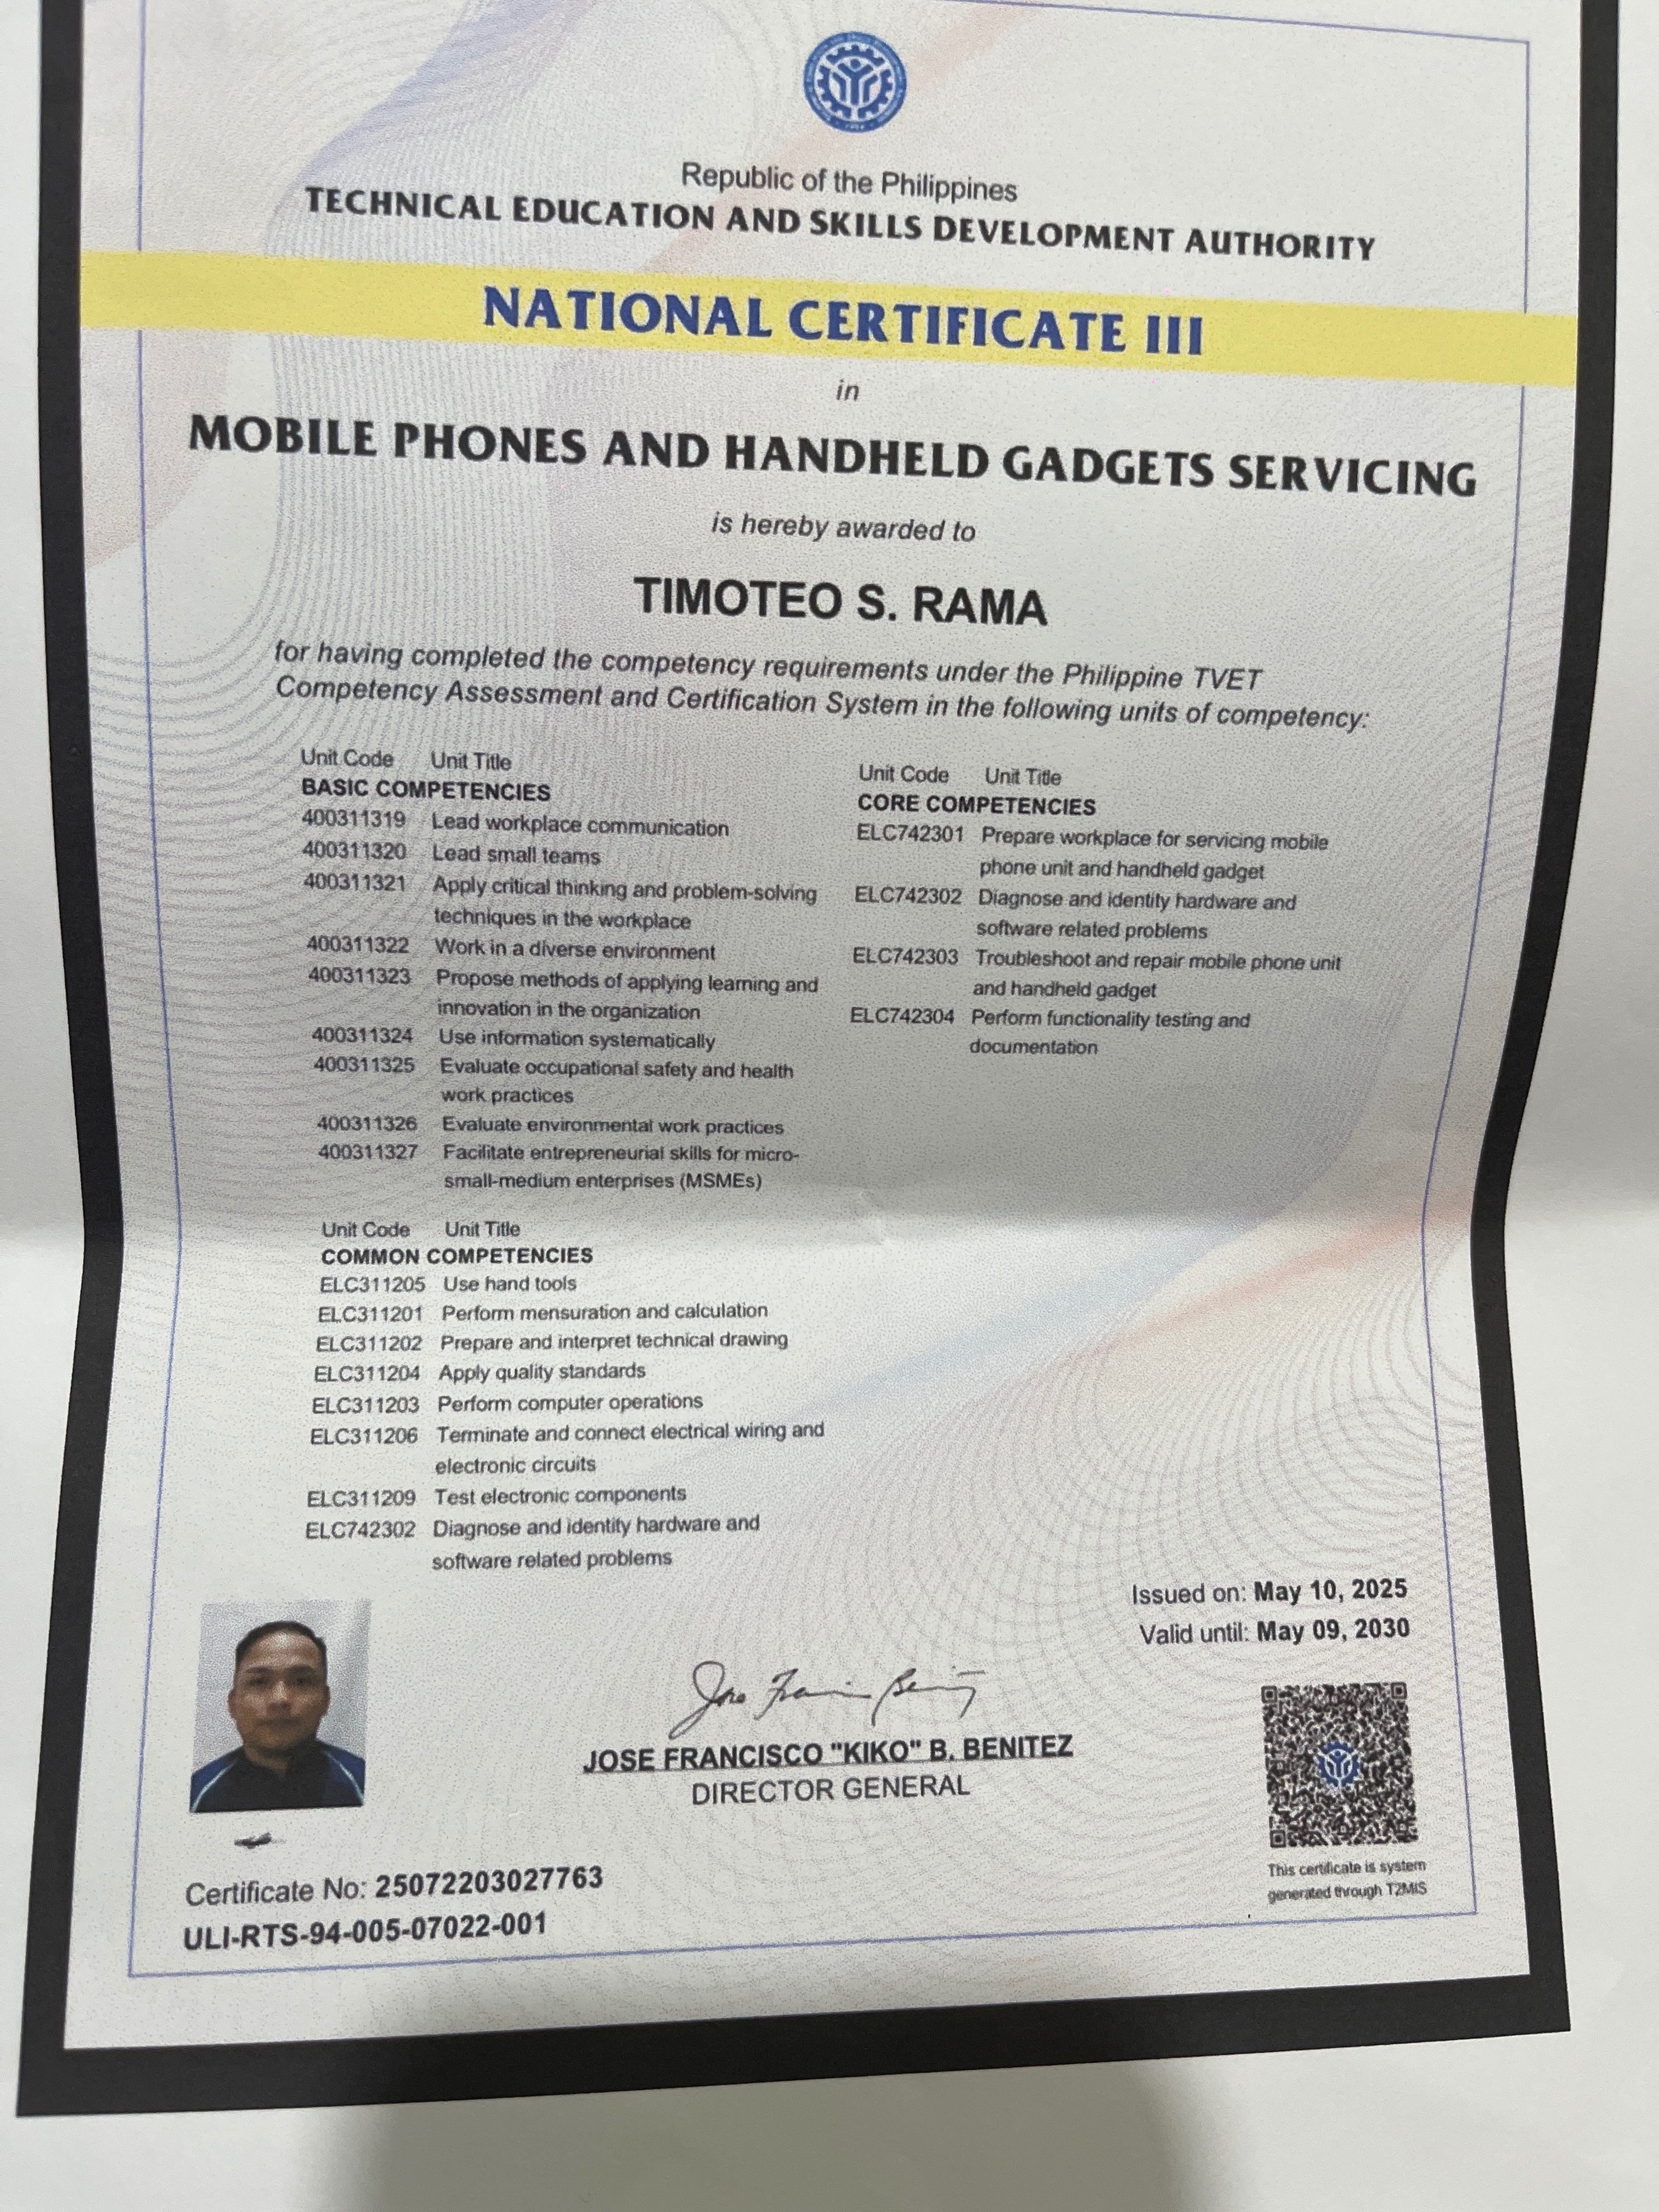 Republic of the Philippines
TECHNICAL EDUCATION AND SKILLS DEVELOPMENT AUTHORITY
NATIONAL CERTIFICATE III
in
MOBILE PHONES AND HANDHELD GADGETS SERVICING
is hereby awarded to
TIMOTEO S. RAMA
for having completed the competency requirements under the Philippine TVET
Competency Assessment and Certification System in the following units of competency:
Unit Code Unit Title
BASIC COMPETENCIES
400311319 Lead workplace communication
400311320 Lead small teams
400311321 Apply critical thinking and problem-solving
techniques in the workplace
400311322 Work in a diverse environment
400311323 Propose methods of applying learning and
innovation in the organization
400311324 Use information systematically
400311325 Evaluate occupational safety and health
work practices
400311326 Evaluate environmental work practices
400311327 Facilitate entrepreneurial skills for micro-
small-medium enterprises (MSMEs)
Unit Code Unit Title
COMMON COMPETENCIES
ELC311205 Use hand tools
ELC311201 Perform mensuration and calculation
ELC311202 Prepare and interpret technical drawing
ELC311204 Apply quality standards
ELC311203 Perform computer operations
ELC311206 Terminate and connect electrical wiring and
electronic circuits
ELC311209 Test electronic components
ELC742302 Diagnose and identity hardware and
software related problems
Unit Code Unit Title
CORE COMPETENCIES
ELC742301 Prepare workplace for servicing mobile
phone unit and handheld gadget
ELC742302 Diagnose and identity hardware and
software related problems
ELC742303 Troubleshoot and repair mobile phone unit
and handheld gadget
ELC742304 Perform functionality testing and
documentation
Issued on: May 10, 2025
Valid until: May 09, 2030
JOSE FRANCISCO "KIKO" B. BENITEZ
DIRECTOR GENERAL
This certificate is system
generated through T2MIS
Certificate No: 25072203027763
ULI-RTS-94-005-07022-001